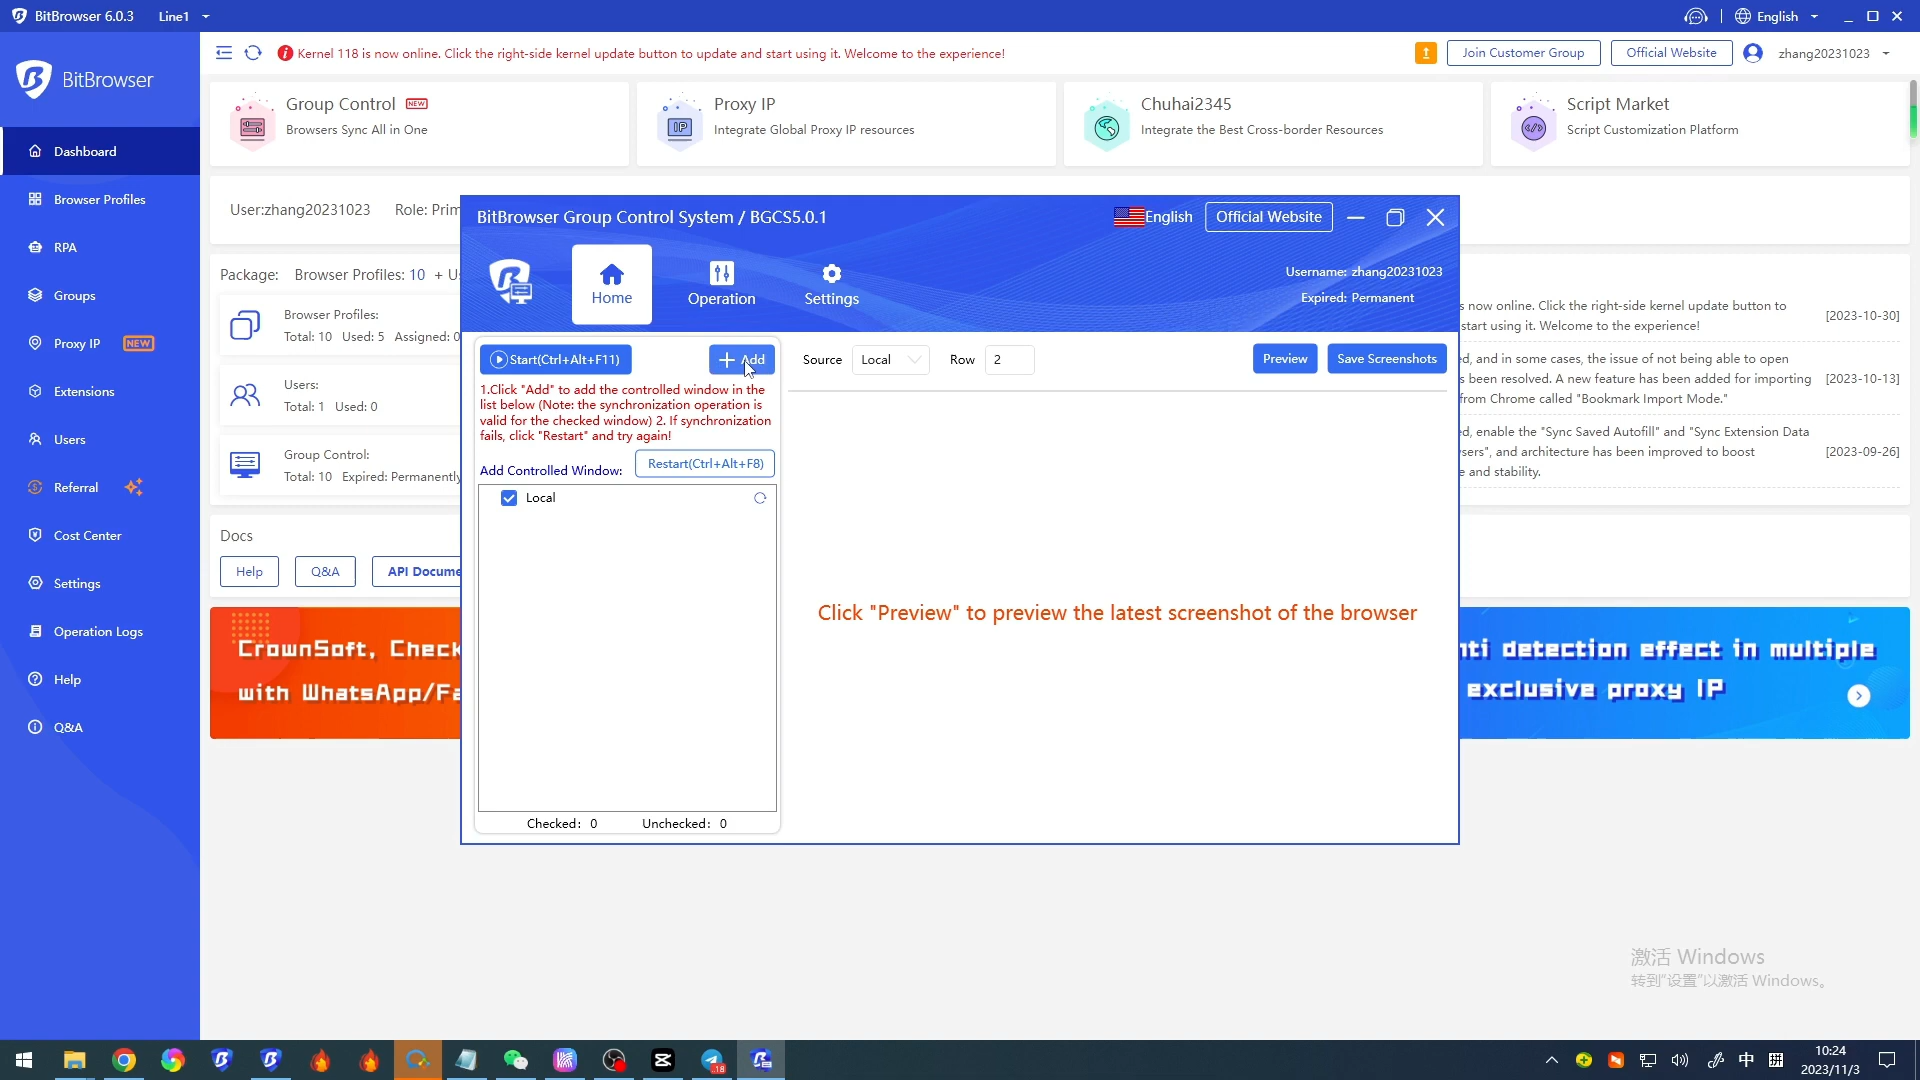 BitBrowser 6.0.3
Line1
English
BitBrowser
Kernel 118 is now online. Click the right-side kernel update button to update and start using it. Welcome to the experience!
Join Customer Group
Official Website
zhang20231023
Group Control NEW
Browsers Sync All in One
Proxy IP
Integrate Global Proxy IP resources
Chuhai2345
Integrate the Best Cross-border Resources
Script Market
Script Customization Platform
Dashboard
Browser Profiles
RPA
Groups
Proxy IP NEW
Extensions
Users
Referral
Cost Center
Settings
Operation Logs
Help
Q&A
User:zhang20231023 Role: Prim
Package: Browser Profiles: 10 + Us
Browser Profiles:
Total: 10 Used: 5 Assigned: 0
Users:
Total: 1 Used: 0
Group Control:
Total: 10 Expired: Permanently
Docs
Help
Q&A
API Docume
CrownSoft, Check
with WhatsApp/Fa
BitBrowser Group Control System / BGCS5.0.1
English
Official Website
Home
Operation
Settings
Username: zhang20231023
Expired: Permanent
Start(Ctrl+Alt+F11)
Add
1.Click "Add" to add the controlled window in the
list below (Note: the synchronization operation is
valid for the checked window) 2. If synchronization
fails, click "Restart" and try again!
Add Controlled Window:
Restart(Ctrl+Alt+F8)
Local
Checked: 0 Unchecked: 0
Source Local
Row 2
Preview
Save Screenshots
Click "Preview" to preview the latest screenshot of the browser
s now online. Click the right-side kernel update button to
start using it. Welcome to the experience!
[2023-10-30]
ed, and in some cases, the issue of not being able to open
s been resolved. A new feature has been added for importing
from Chrome called "Bookmark Import Mode."
[2023-10-13]
ed, enable the "Sync Saved Autofill" and "Sync Extension Data
sers", and architecture has been improved to boost
e and stability.
[2023-09-26]
nti detection effect in multiple
exclusive proxy IP
激活 Windows
转到"设置"以激活 Windows。
18
中
拼
10:24
2023/11/3